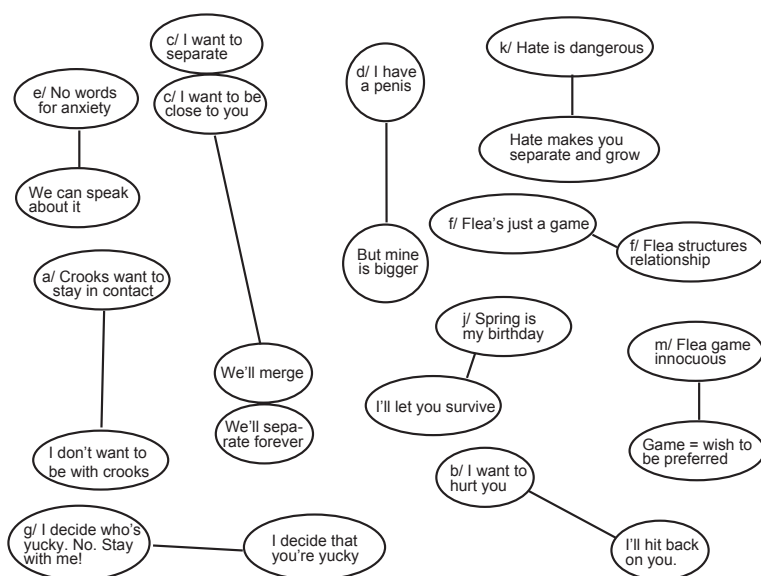 c/ I want to
separate
c/ I want to be
close to you
e/ No words
for anxiety
We can speak
about it
d/ I have
a penis
But mine
is bigger
k/ Hate is dangerous
Hate makes you
separate and grow
f/ Flea's just a game
f/ Flea structures
relationship
a/ Crooks want to
stay in contact
I don't want to
be with crooks
We'll merge
We'll sepa-
rate forever
j/ Spring is
my birthday
I'll let you survive
m/ Flea game
innocuous
Game = wish to
be preferred
b/ I want to
hurt you
I'll hit back
on you.
g/ I decide who's
yucky. No. Stay
with me!
I decide that
you're yucky